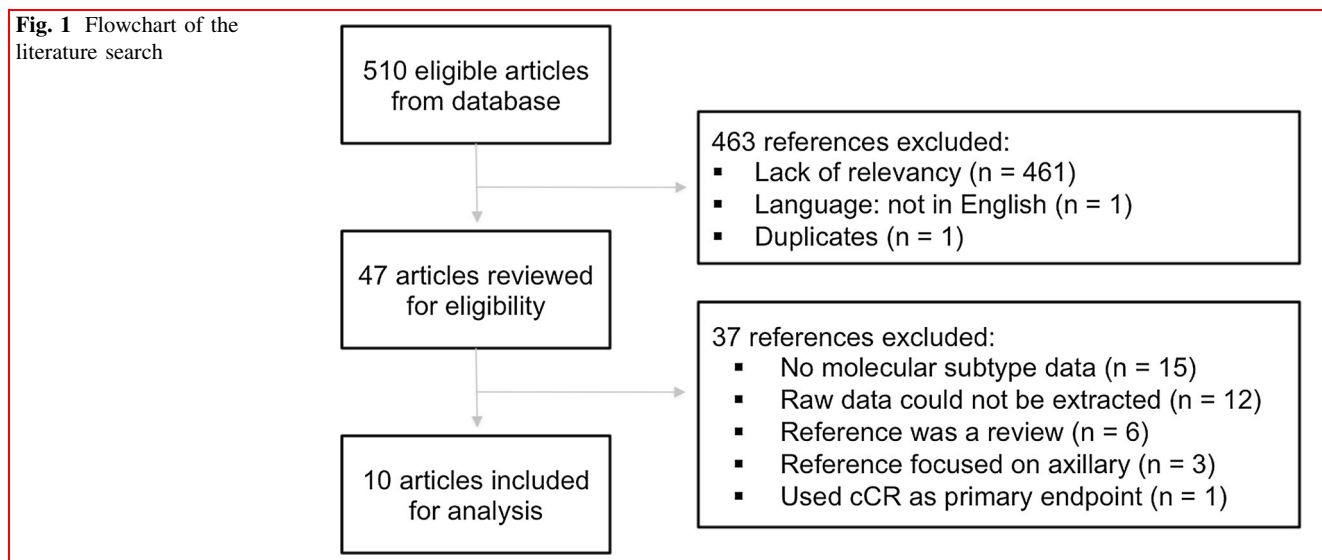 Fig. 1 Flowchart of the
literature search
510 eligible articles
from database
463 references excluded:
▪ Lack of relevancy (n = 461)
▪ Language: not in English (n = 1)
▪ Duplicates (n = 1)
47 articles reviewed
for eligibility
37 references excluded:
▪ No molecular subtype data (n = 15)
▪ Raw data could not be extracted (n = 12)
▪ Reference was a review (n = 6)
▪ Reference focused on axillary (n = 3)
▪ Used cCR as primary endpoint (n = 1)
10 articles included
for analysis